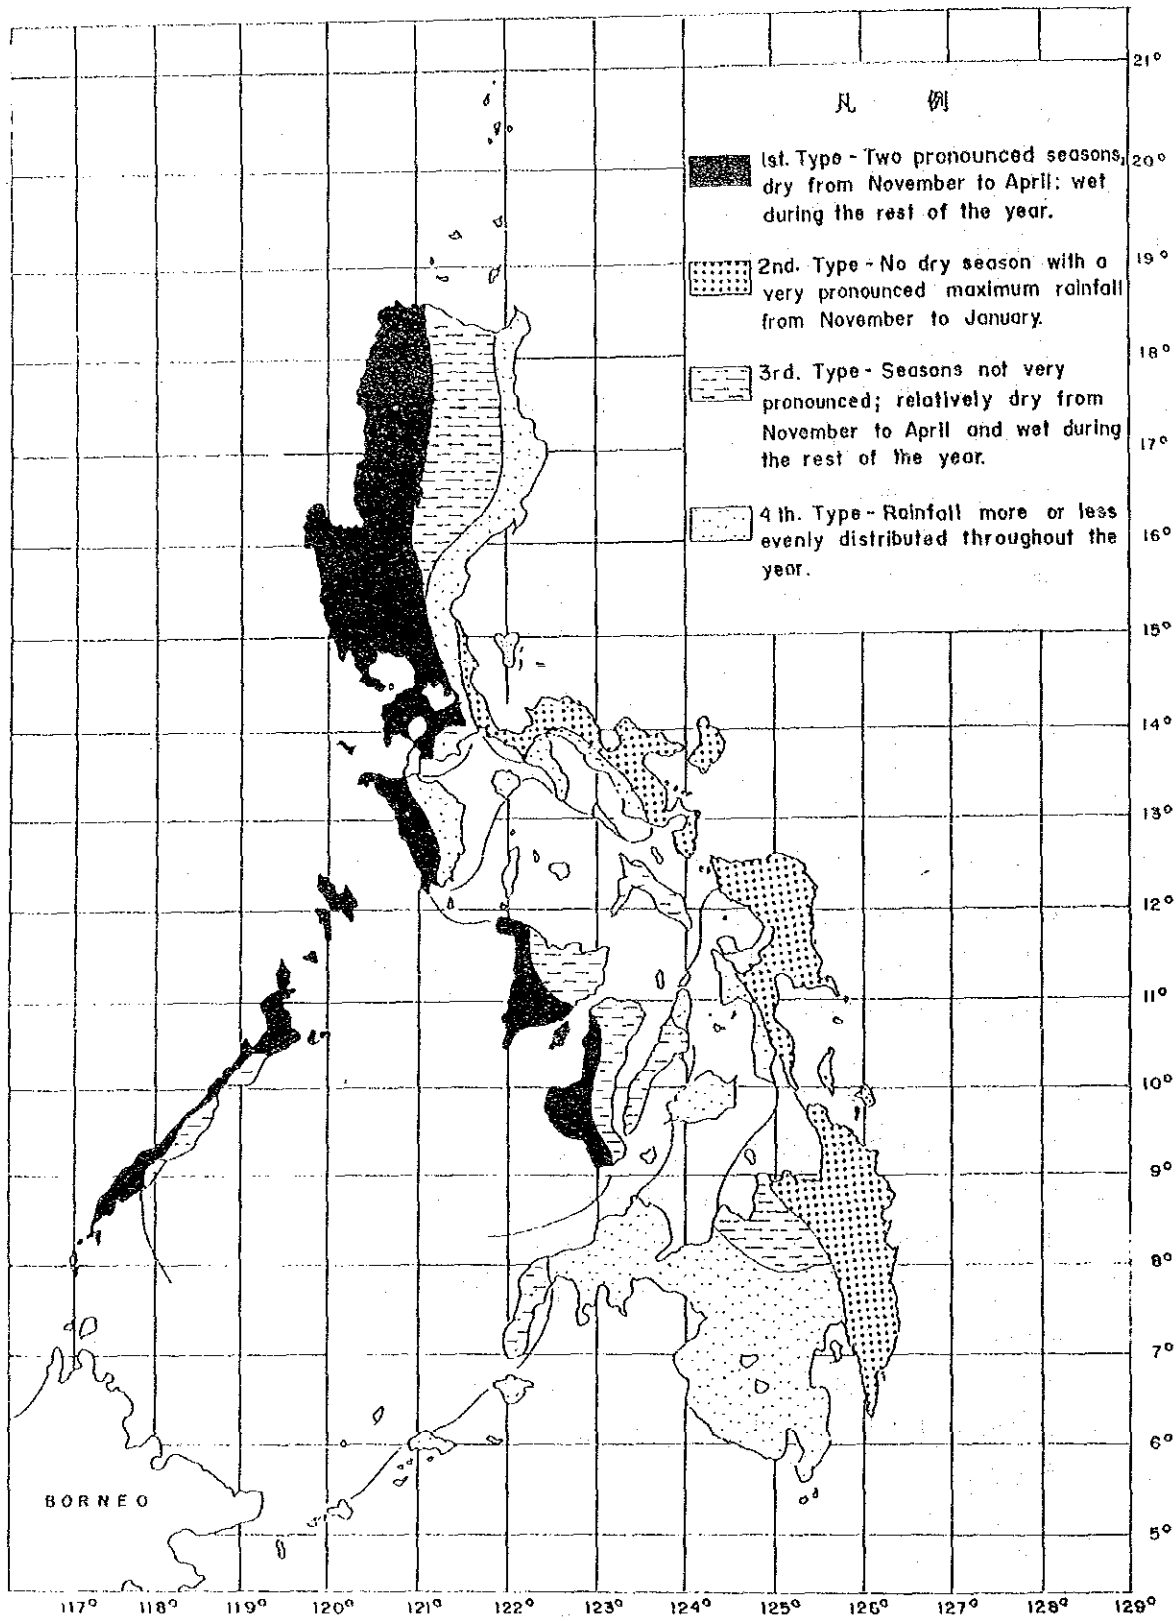 凡 例
1st. Type - Two pronounced seasons,
dry from November to April; wet
during the rest of the year.
2nd. Type - No dry season with a
very pronounced maximum rainfall
from November to January.
3rd. Type - Seasons not very
pronounced; relatively dry from
November to April and wet during
the rest of the year.
4th. Type - Rainfall more or less
evenly distributed throughout the
year.
21°
20°
19°
18°
17°
16°
15°
14°
13°
12°
11°
10°
9°
8°
7°
6°
5°
BORNEO
117° 118° 119° 120° 121° 122° 123° 124° 125° 126° 127° 128° 129°